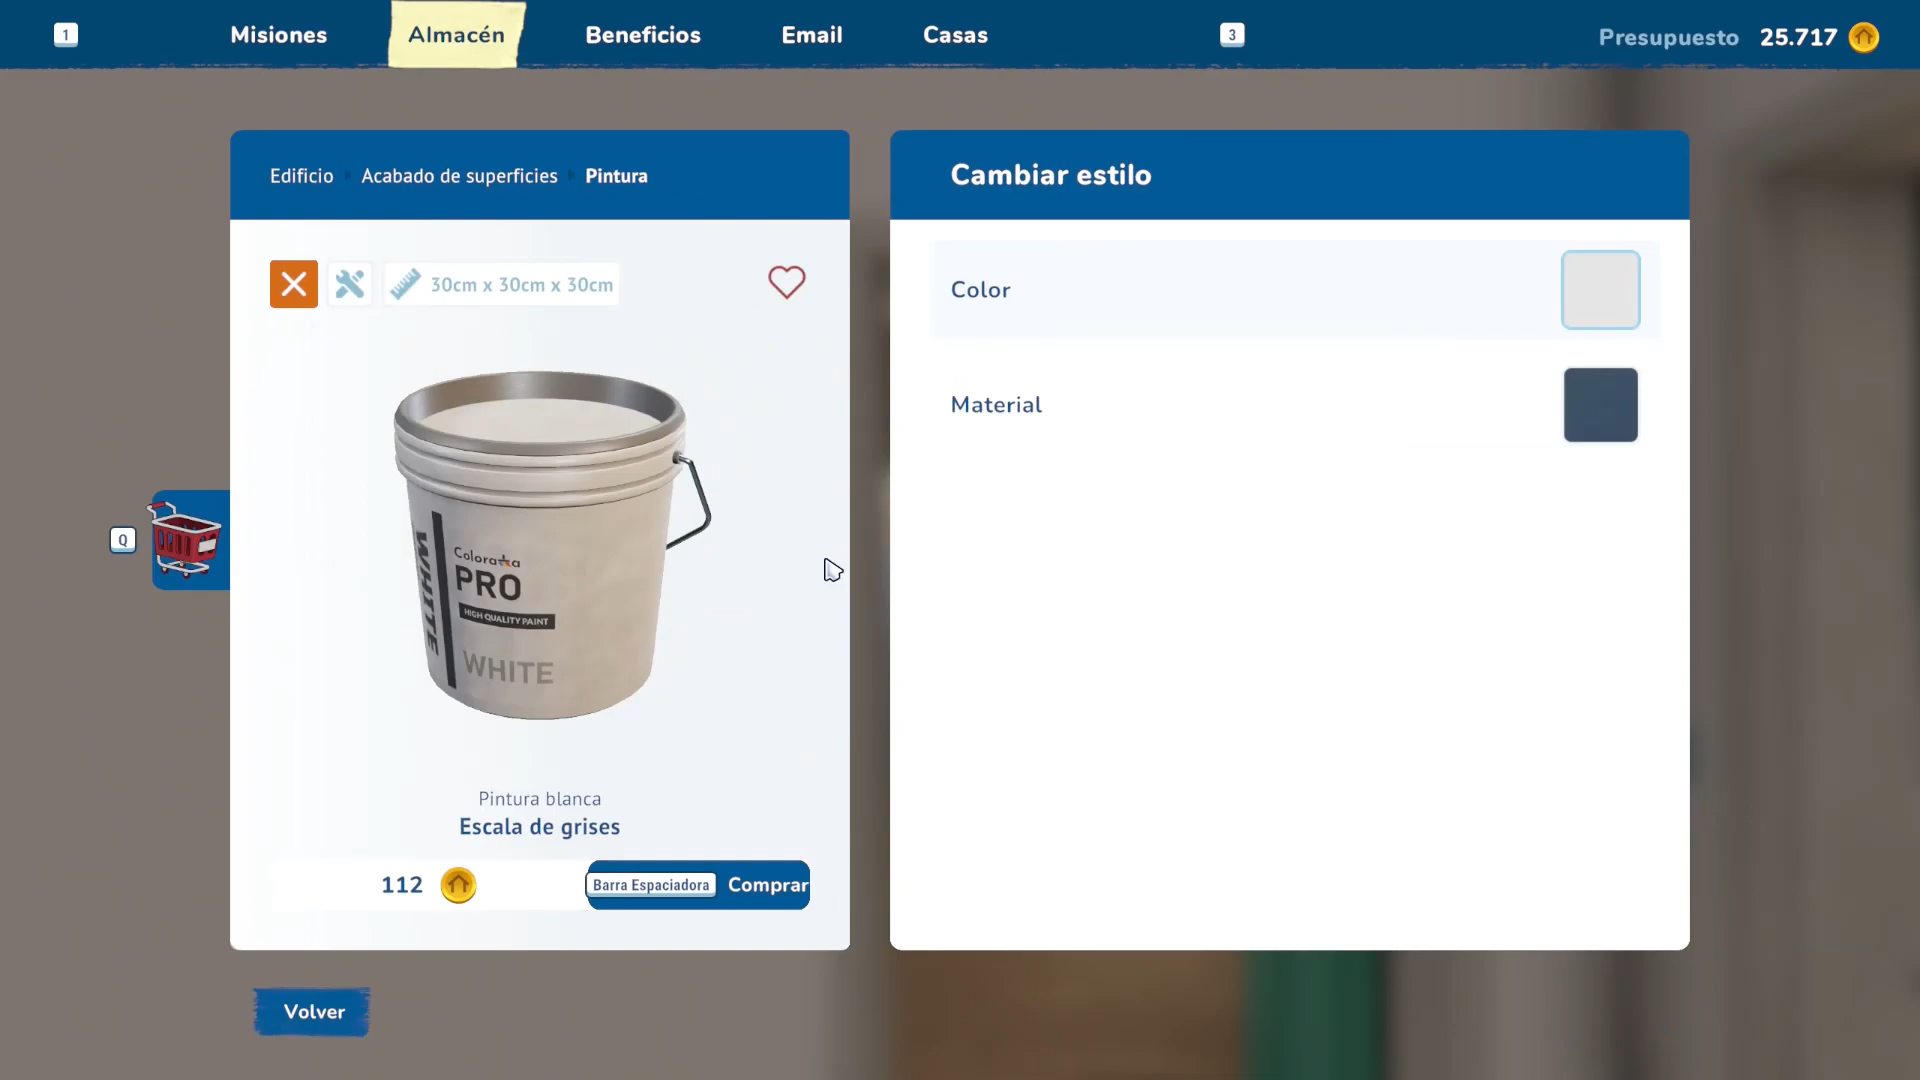 1
Misiones
Almacén
Beneficios
Email
Casas
3
Presupuesto 25.717
Edificio Acabado de superficies Pintura
30cm x 30cm x 30cm
WHITE
Colorama
PRO
HIGH QUALITY PAINT
WHITE
Pintura blanca
Escala de grises
112
Barra Espaciadora Comprar
Cambiar estilo
Color
Material
Q
Volver